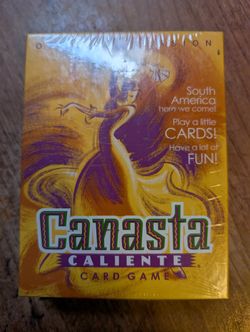 South
America
here we come!
Play a little
CARDS!
Have a lot of
FUN!
Canasta
CALIENTE
CARD GAME